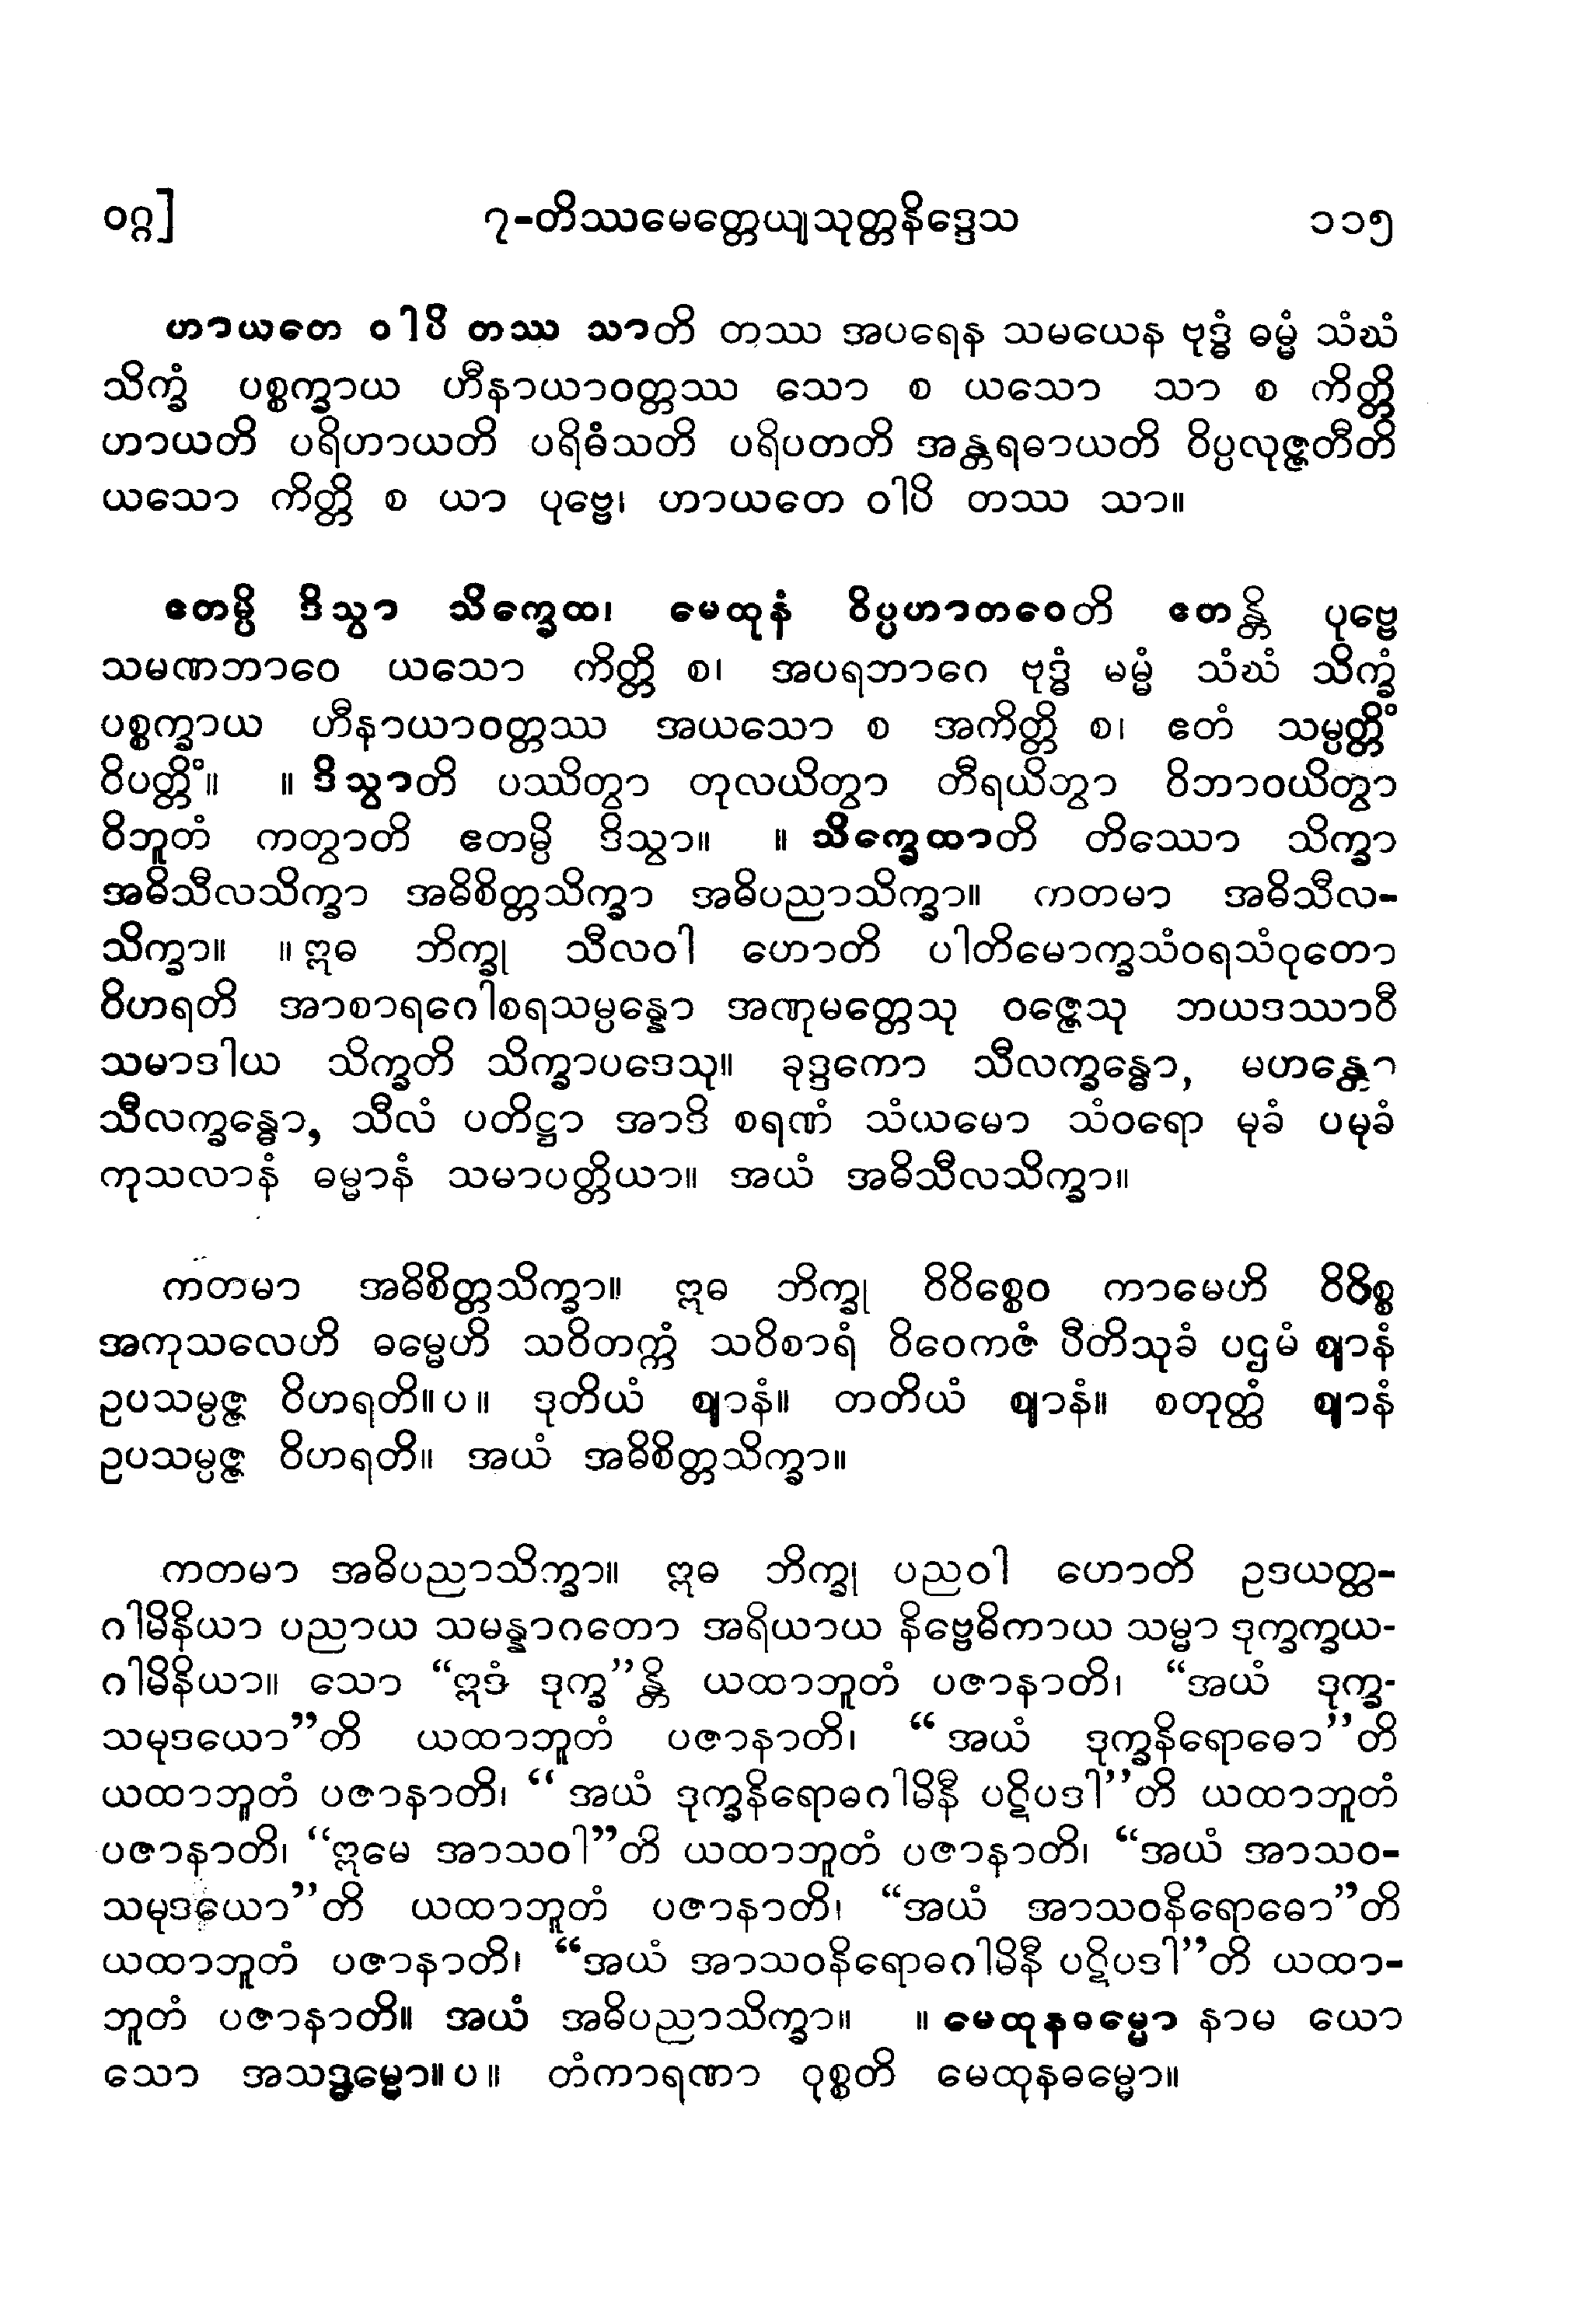 ဝဂ္ဂ] ၇-တိဿမေတ္တေယျသုတ္တနိဒ္ဒေသ ၁၁၅
ဟာယတေ ဝါပိ တဿ သာတိ တဿ အပရေန သမယေန ဗုဒ္ဓံ ဓမ္မံ သံဃံ
သိက္ခံ ပစ္စက္ခာယ ဟီနာယာဝတ္တဿ သော စ ယသော သာ စ ကိတ္တိ
ဟာယတိ ပရိဟာယတိ ပရိဓံသတိ ပရိပတတိ အန္တရဓာယတိ ဝိပ္ပလုဇ္ဇတီတိ
ယသော ကိတ္တိ စ ယာ ပုဗ္ဗေ၊ ဟာယတေ ဝါပိ တဿ သာ။
ဧတမ္ပိ ဒိသွာ သိက္ခေထ၊ မေထုနံ ဝိပ္ပဟာတဝေတိ ဧတန္တိ ပုဗ္ဗေ
သမဏဘာဝေ ယသော ကိတ္တိ စ၊ အပရဘာဂေ ဗုဒ္ဓံ မမ္မံ သံဃံ သိက္ခံ
ပစ္စက္ခာယ ဟီနာယာဝတ္တဿ အယသော စ အကိတ္တိ စ၊ ဧတံ သမ္ပတ္တိံ
ဝိပတ္တိံ။ ။ ဒိသွာတိ ပဿိတွာ တုလယိတွာ တီရယိဘွာ ဝိဘာဝယိတွာ
ဝိဘူတံ ကတွာတိ ဧတမ္ပိ ဒိသွာ။ ။ သိက္ခေထာတိ တိဿော သိက္ခာ
အဓိသီလသိက္ခာ အဓိစိတ္တသိက္ခာ အဓိပညာသိက္ခာ။ ကတမာ အဓိသီလ-
သိက္ခာ။ ။ ဣဓ ဘိက္ခု သီလဝါ ဟောတိ ပါတိမောက္ခသံဝရသံဝုတော
ဝိဟရတိ အာစာရဂေါစရသမ္ပန္နော အဏုမတ္တေသု ဝဇ္ဇေသု ဘယဒဿာဝီ
သမာဒါယ သိက္ခတိ သိက္ခာပဒေသု။ ခုဒ္ဒကော သီလက္ခန္ဓော, မဟန္တော
သီလက္ခန္ဓော, သီလံ ပတိဋ္ဌာ အာဒိ စရဏံ သံယမော သံဝရော မုခံ ပမုခံ
ကုသလာနံ ဓမ္မာနံ သမာပတ္တိယာ။ အယံ အဓိသီလသိက္ခာ။
ကတမာ အဓိစိတ္တသိက္ခာ။ ဣဓ ဘိက္ခု ဝိဝိစ္စေဝ ကာမေဟိ ဝိဝိစ္စ
အကုသလေဟိ ဓမ္မေဟိ သဝိတက္ကံ သဝိစာရံ ဝိဝေကဇံ ပီတိသုခံ ပဌမံ ဈာနံ
ဥပသမ္ပဇ္ဇ ဝိဟရတိ။ပ။ ဒုတိယံ ဈာနံ။ တတိယံ ဈာနံ။ စတုတ္ထံ ဈာနံ
ဥပသမ္ပဇ္ဇ ဝိဟရတိ။ အယံ အဓိစိတ္တသိက္ခာ။
ကတမာ အဓိပညာသိက္ခာ။ ဣဓ ဘိက္ခု ပညဝါ ဟောတိ ဥဒယတ္ထ-
ဂါမိနိယာ ပညာယ သမန္နာဂတော အရိယာယ နိဗ္ဗေဓိကာယ သမ္မာ ဒုက္ခက္ခယ-
ဂါမိနိယာ။ သော “ဣဒံ ဒုက္ခ”န္တိ ယထာဘူတံ ပဇာနာတိ၊ “အယံ ဒုက္ခ-
သမုဒယော”တိ ယထာဘူတံ ပဇာနာတိ၊ “အယံ ဒုက္ခနိရောဓော”တိ
ယထာဘူတံ ပဇာနာတိ၊ “အယံ ဒုက္ခနိရောဓဂါမိနီ ပဋိပဒါ”တိ ယထာဘူတံ
ပဇာနာတိ၊ “ဣမေ အာသဝါ”တိ ယထာဘူတံ ပဇာနာတိ၊ “အယံ အာသဝ-
သမုဒယော”တိ ယထာဘူတံ ပဇာနာတိ၊ “အယံ အာသဝနိရောဓော”တိ
ယထာဘူတံ ပဇာနာတိ၊ “အယံ အာသဝနိရောဓဂါမိနီ ပဋိပဒါ”တိ ယထာ-
ဘူတံ ပဇာနာတိ။ အယံ အဓိပညာသိက္ခာ။ ။ မေထုနဓမ္မော နာမ ယော
သော အသဒ္ဓမ္မော။ပ။ တံကာရဏာ ဝုစ္စတိ မေထုနဓမ္မော။